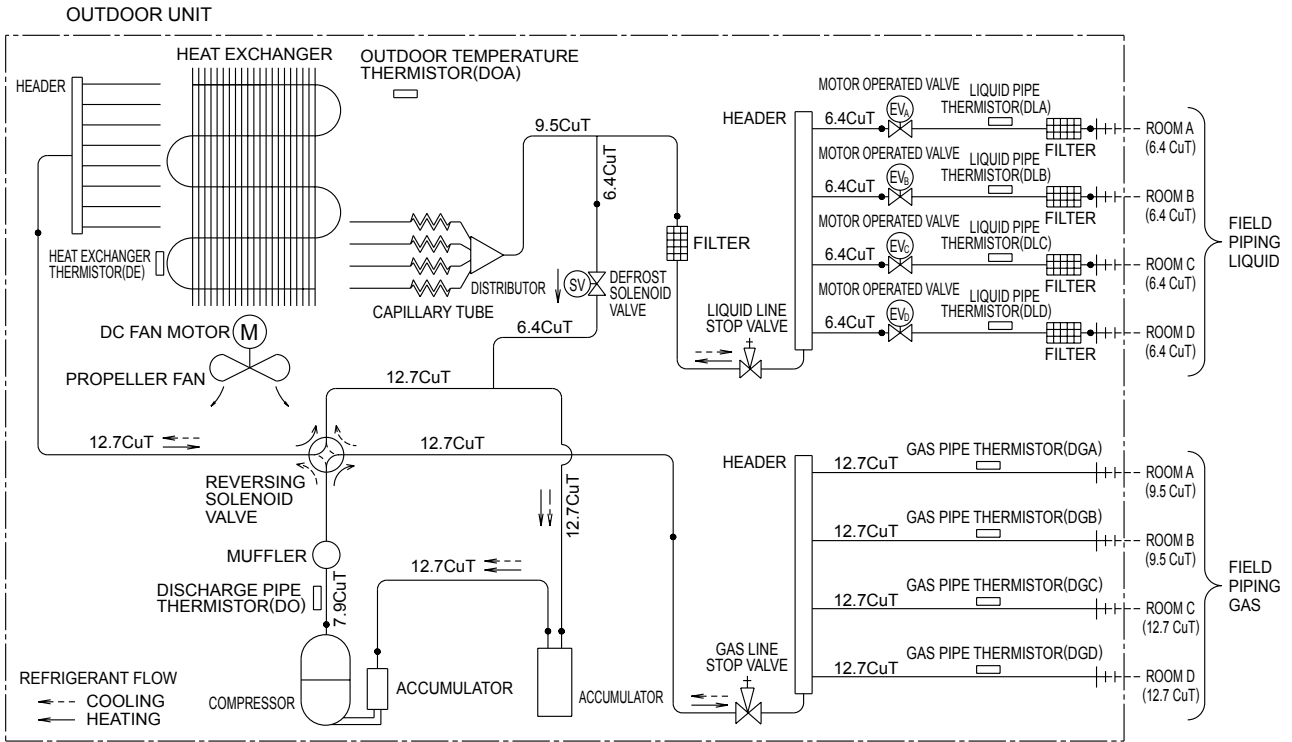 OUTDOOR UNIT
HEAT EXCHANGER
HEADER
OUTDOOR TEMPERATURE
THERMISTOR(DOA)
9.5CuT
6.4CuT
HEAT EXCHANGER
THERMISTOR(DE)
CAPILLARY TUBE
DISTRIBUTOR
SV
DEFROST
SOLENOID
VALVE
FILTER
6.4CuT
LIQUID LINE
STOP VALVE
HEADER
MOTOR OPERATED VALVE
LIQUID PIPE
THERMISTOR(DLA)
6.4CuT
EVA
FILTER
ROOM A
(6.4 CuT)
MOTOR OPERATED VALVE
LIQUID PIPE
THERMISTOR(DLB)
6.4CuT
EVB
FILTER
ROOM B
(6.4 CuT)
MOTOR OPERATED VALVE
LIQUID PIPE
THERMISTOR(DLC)
6.4CuT
EVC
FILTER
ROOM C
(6.4 CuT)
MOTOR OPERATED VALVE
LIQUID PIPE
THERMISTOR(DLD)
6.4CuT
EVD
FILTER
ROOM D
(6.4 CuT)
FIELD
PIPING
LIQUID
DC FAN MOTOR
M
PROPELLER FAN
12.7CuT
12.7CuT
12.7CuT
REVERSING
SOLENOID
VALVE
12.7CuT
MUFFLER
12.7CuT
DISCHARGE PIPE
THERMISTOR(DO)
7.9CuT
COMPRESSOR
ACCUMULATOR
ACCUMULATOR
REFRIGERANT FLOW
COOLING
HEATING
GAS LINE
STOP VALVE
HEADER
12.7CuT
GAS PIPE THERMISTOR(DGA)
ROOM A
(9.5 CuT)
12.7CuT
GAS PIPE THERMISTOR(DGB)
ROOM B
(9.5 CuT)
12.7CuT
GAS PIPE THERMISTOR(DGC)
ROOM C
(12.7 CuT)
12.7CuT
GAS PIPE THERMISTOR(DGD)
ROOM D
(12.7 CuT)
FIELD
PIPING
GAS